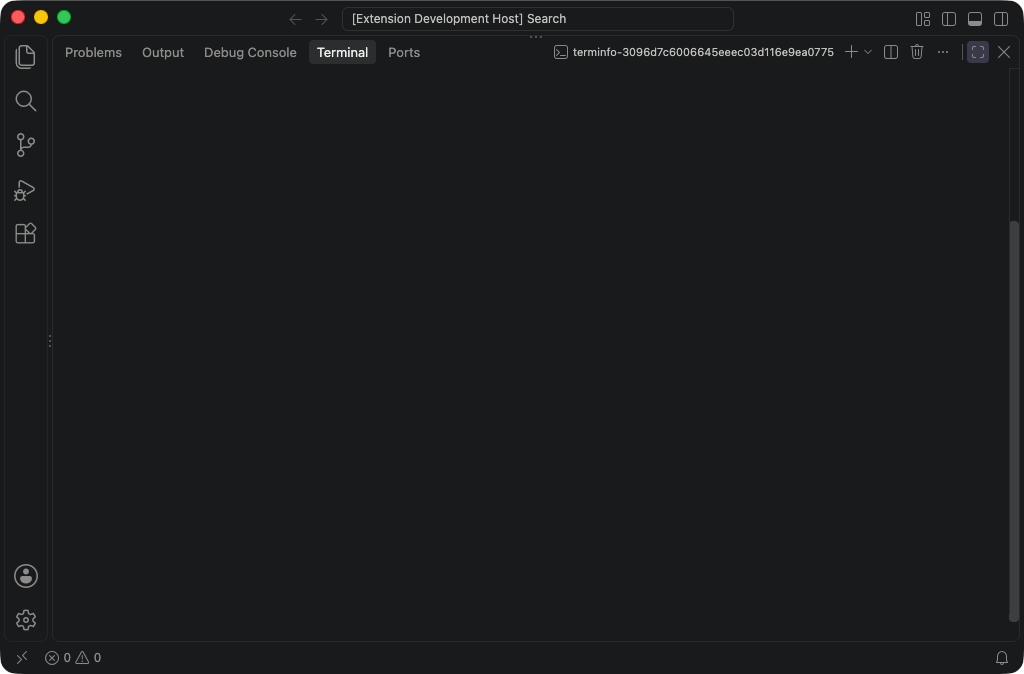 [Extension Development Host] Search
Problems Output Debug Console Terminal Ports
terminfo-3096d7c6006645eeec03d116e9ea0775
0 0